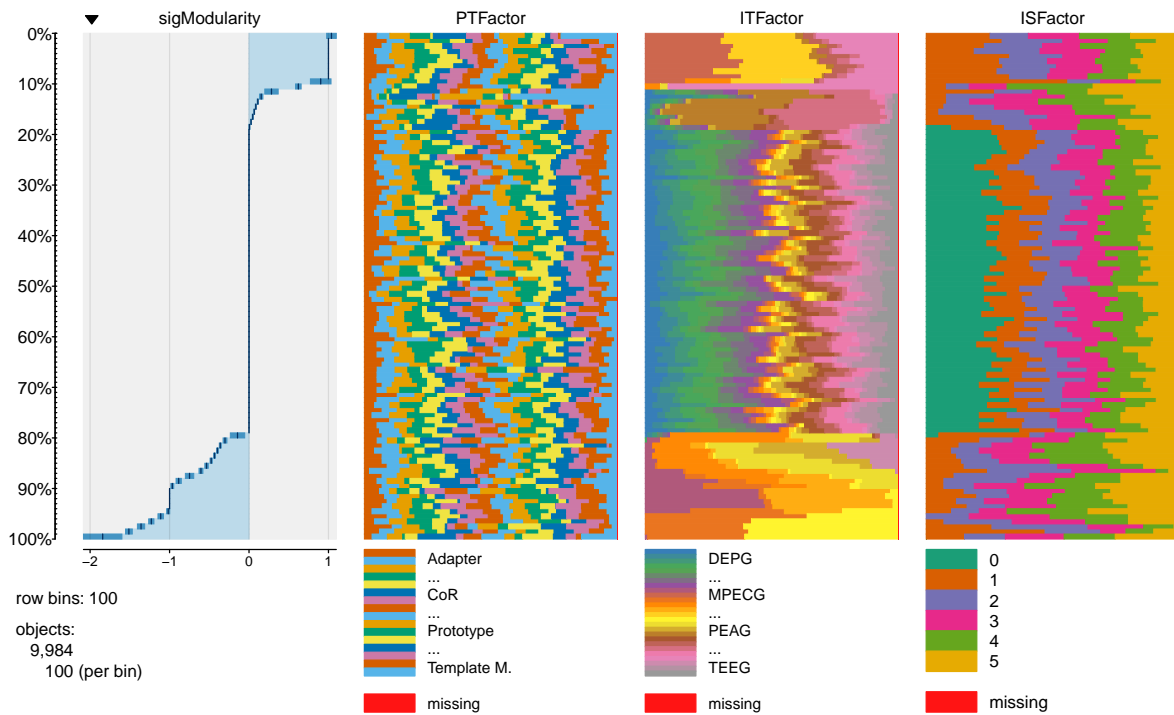 sigModularity PTFactor ITFactor ISFactor
0%
10%
20%
30%
40%
50%
60%
70%
80%
90%
100%
−2 −1 0 1
row bins: 100
objects:
9,984
100 (per bin)
Adapter
...
CoR
...
Prototype
...
Template M.
missing
DEPG
...
MPECG
...
PEAG
...
TEEG
missing
0
1
2
3
4
5
missing